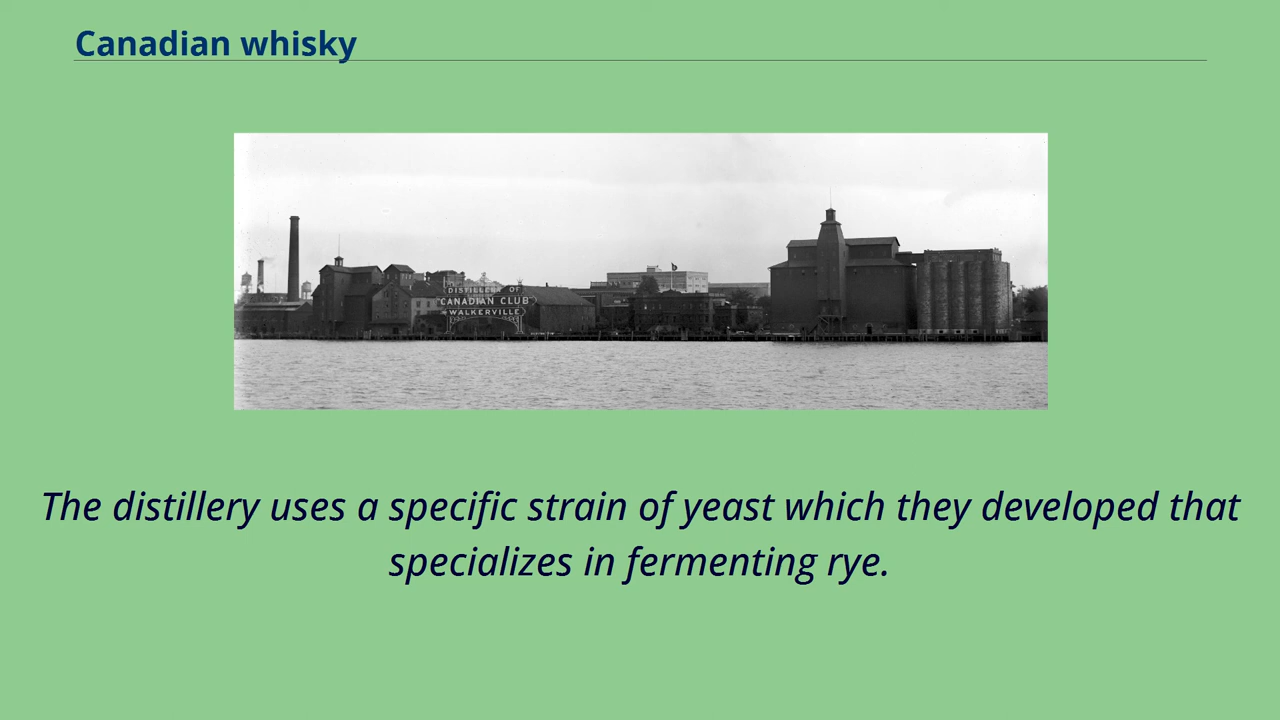 Canadian whisky
DISTILLERY OF
CANADIAN CLUB
WALKERVILLE
The distillery uses a specific strain of yeast which they developed that
specializes in fermenting rye.